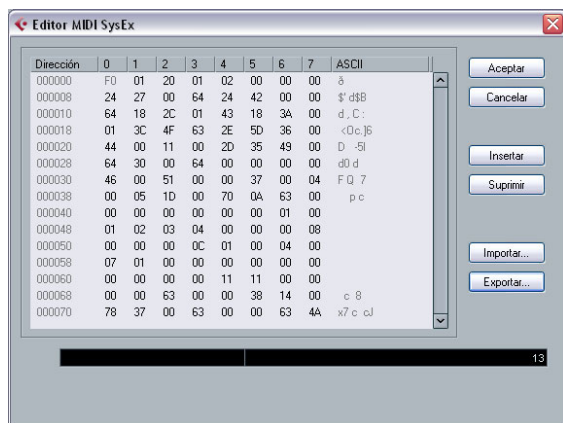 Editor MIDI SysEx
Dirección 0 1 2 3 4 5 6 7 ASCII
000000 F0 01 20 01 02 00 00 00 ð
000008 24 27 00 64 24 42 00 00 $' d$B
000010 64 18 2C 01 43 18 3A 00 d , C :
000018 01 3C 4F 63 2E 5D 36 00 <Oc.]6
000020 44 00 11 00 2D 35 49 00 D -5I
000028 64 30 00 64 00 00 00 00 d0 d
000030 46 00 51 00 00 37 00 04 F Q 7
000038 00 05 1D 00 70 0A 63 00 p c
000040 00 00 00 00 00 00 01 00
000048 01 02 03 04 00 00 00 08
000050 00 00 00 0C 01 00 04 00
000058 07 01 00 00 00 00 00 00
000060 00 00 00 00 11 11 00 00
000068 00 00 63 00 00 38 14 00 c 8
000070 78 37 00 63 00 00 63 4A x7 c cJ
Aceptar
Cancelar
Insertar
Suprimir
Importar...
Exportar...
13